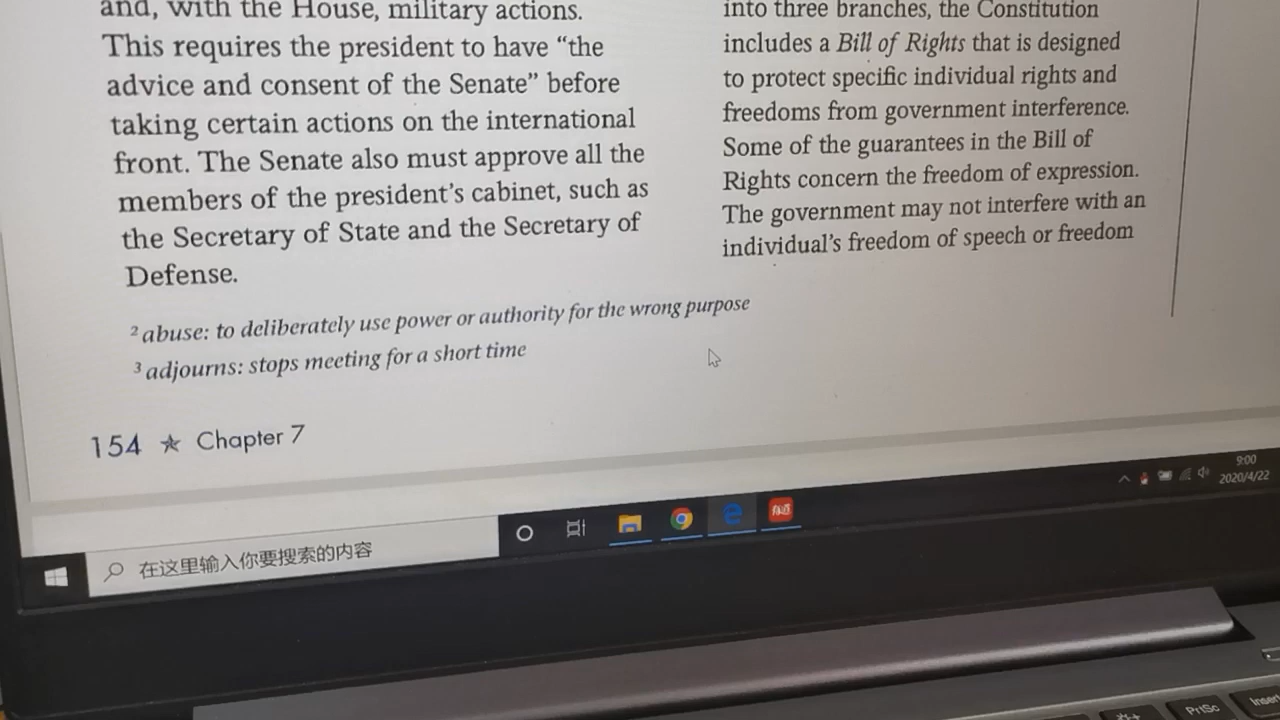 and, with the House, military actions.
This requires the president to have “the
advice and consent of the Senate” before
taking certain actions on the international
front. The Senate also must approve all the
members of the president’s cabinet, such as
the Secretary of State and the Secretary of
Defense.
into three branches, the Constitution
includes a Bill of Rights that is designed
to protect specific individual rights and
freedoms from government interference.
Some of the guarantees in the Bill of
Rights concern the freedom of expression.
The government may not interfere with an
individual’s freedom of speech or freedom
2 abuse: to deliberately use power or authority for the wrong purpose
3 adjourns: stops meeting for a short time
154 ★ Chapter 7
在这里输入你要搜索的内容
有道
9:00
2020/4/22
PrtSc
Insert